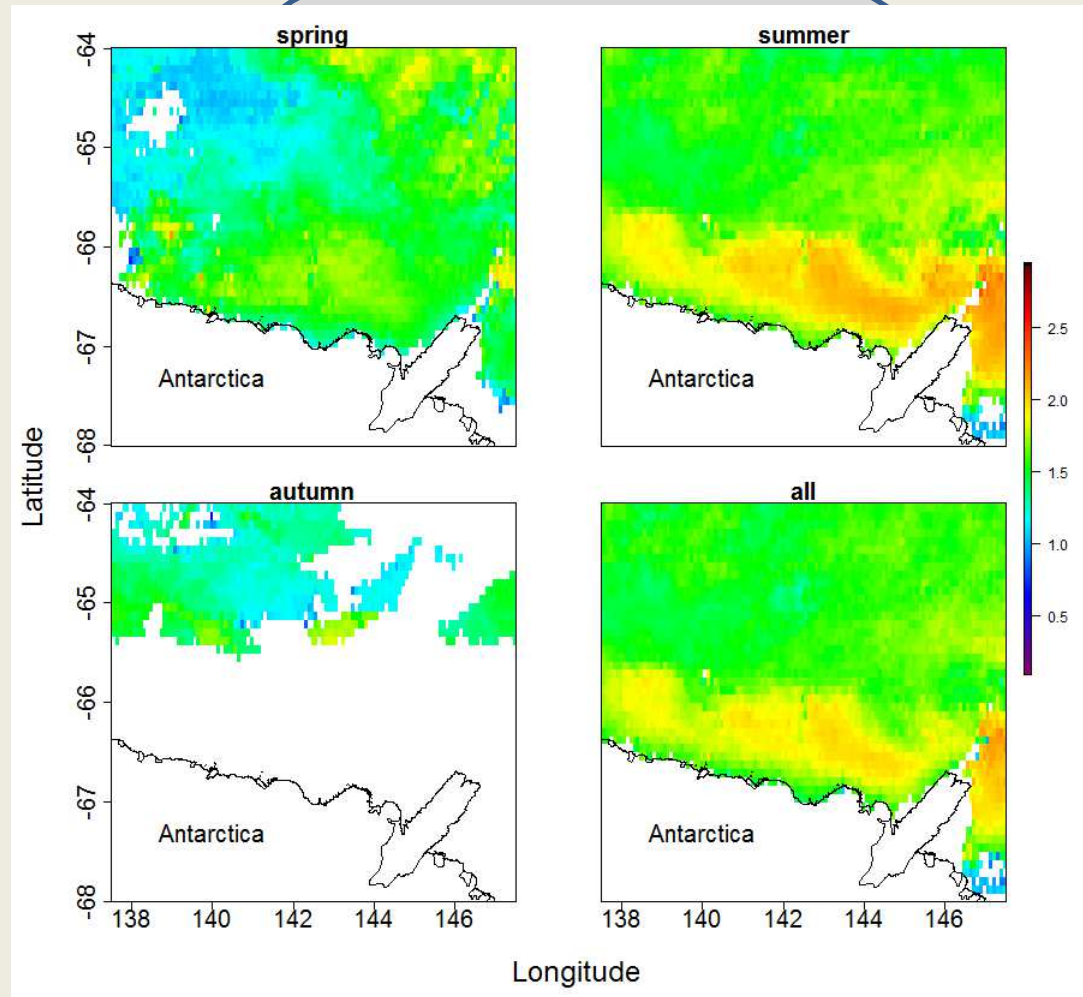 spring
summer
-64
-65
-66
-67
-68
Antarctica
Antarctica
2.5
2.0
1.5
1.0
0.5
Latitude
autumn
all
-64
-65
-66
-67
-68
Antarctica
Antarctica
138 140 142 144 146
138 140 142 144 146
Longitude